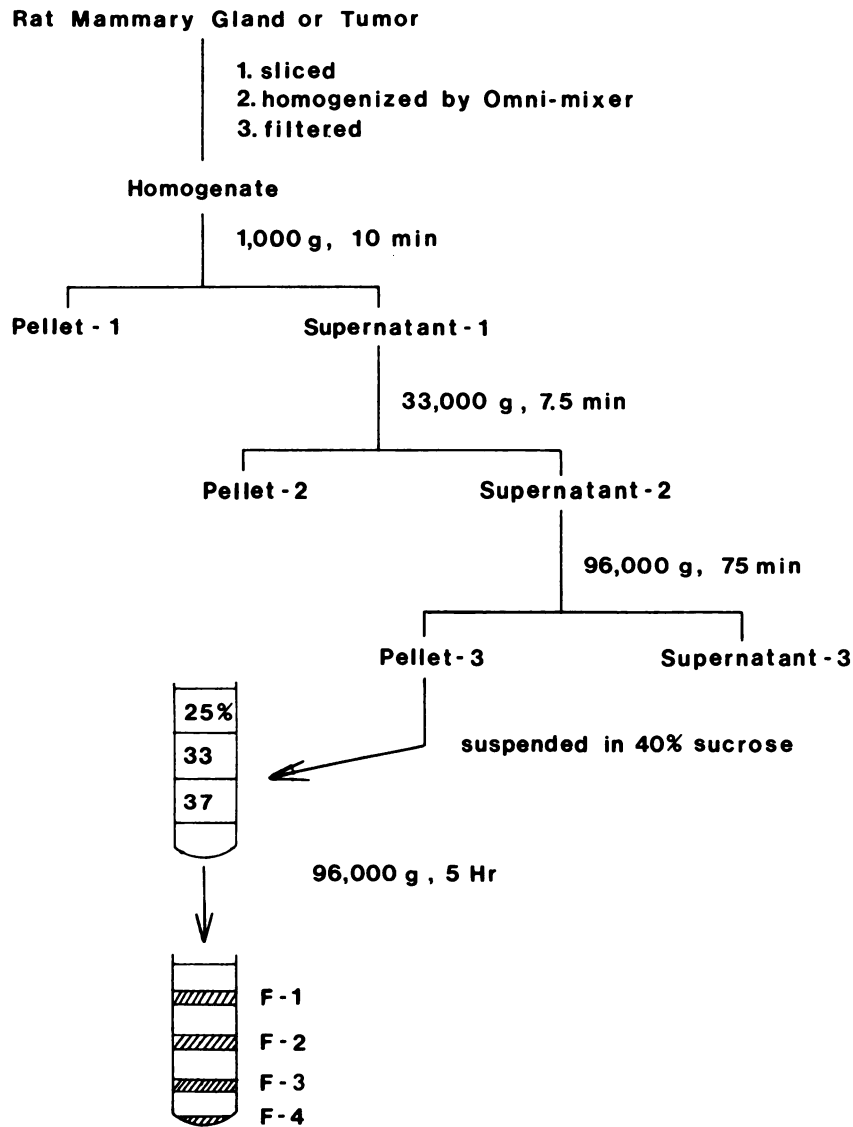 Rat Mammary Gland or Tumor
1. sliced
2. homogenized by Omni-mixer
3. filtered
Homogenate
1,000 g, 10 min
Pellet - 1
Supernatant - 1
33,000 g, 7.5 min
Pellet - 2
Supernatant - 2
96,000 g, 75 min
Pellet - 3
Supernatant - 3
25%
33
37
suspended in 40% sucrose
96,000 g, 5 Hr
F - 1
F - 2
F - 3
F - 4